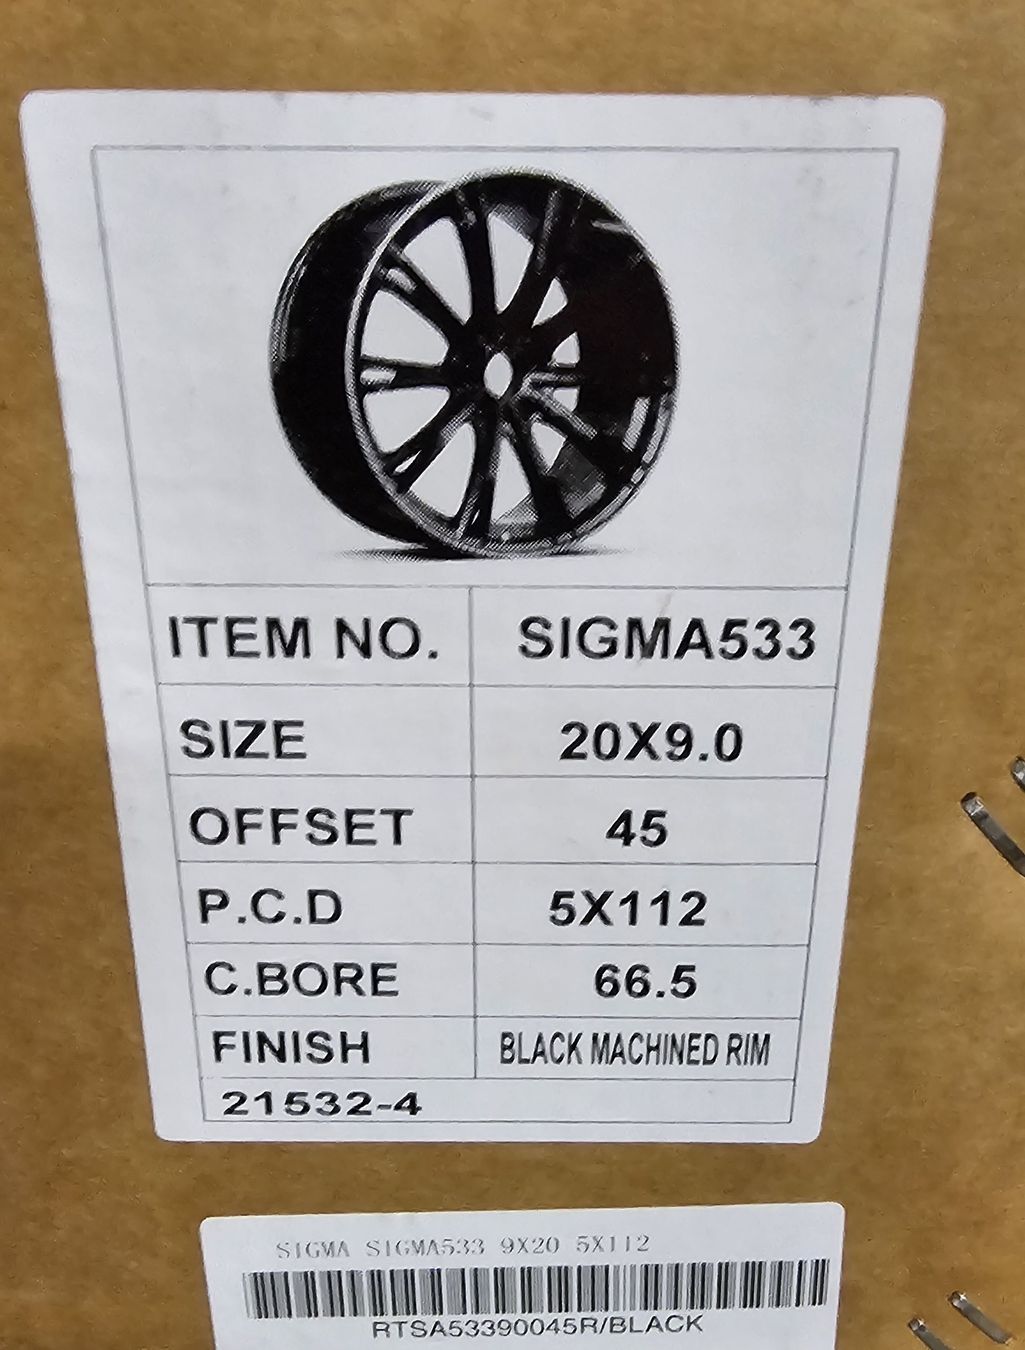 ITEM NO. SIGMA533
SIZE 20X9.0
OFFSET 45
P.C.D 5X112
C.BORE 66.5
FINISH BLACK MACHINED RIM
21532-4
SIGMA SIGMA533 9X20 5X112
RTSA53390045R/BLACK